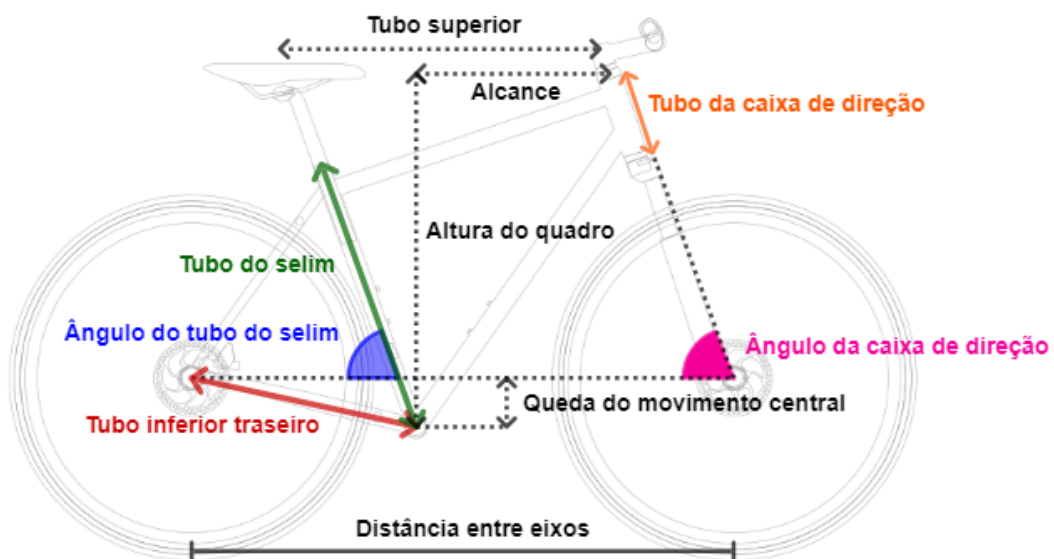 Tubo superior
Alcance
Tubo da caixa de direção
Altura do quadro
Tubo do selim
Ângulo do tubo do selim
Ângulo da caixa de direção
Queda do movimento central
Tubo inferior traseiro
Distância entre eixos